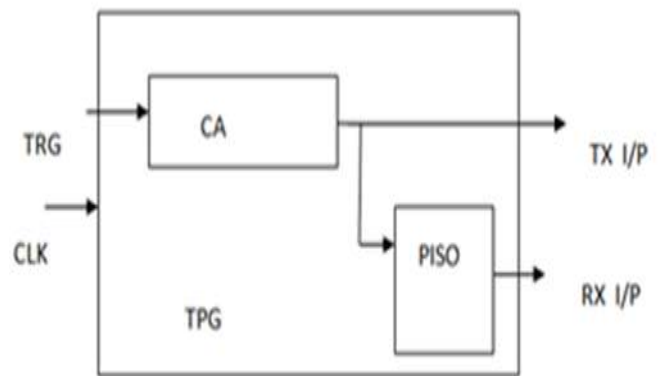 CA
TRG
TX I/P
CLK
PISO
RX I/P
TPG